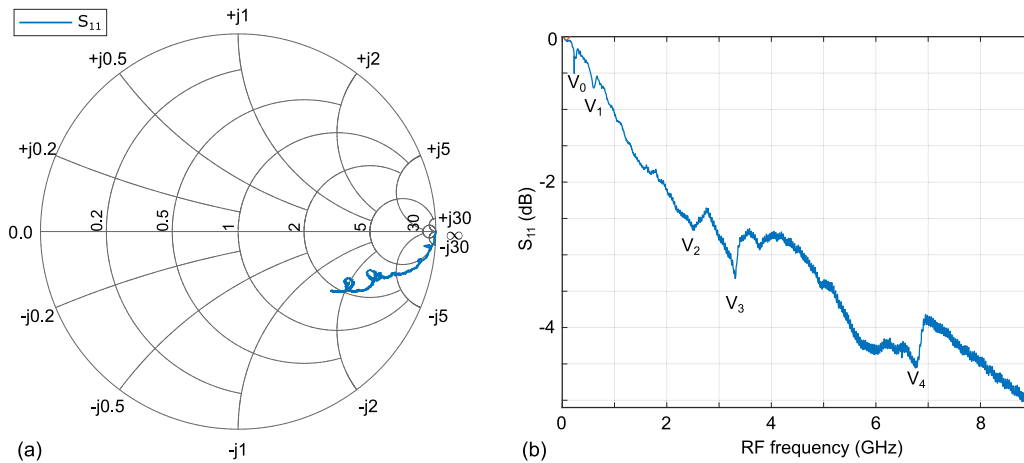 S₁₁
+j1
+j0.5
+j2
+j0.2
+j5
0.0
0.2
0.5
1
2
5
30
+j30
∞
-j30
-j0.2
-j5
-j0.5
-j2
-j1
(a)
0
-2
-4
S₁₁ (dB)
V₀
V₁
V₂
V₃
V₄
0
2
4
6
8
RF frequency (GHz)
(b)